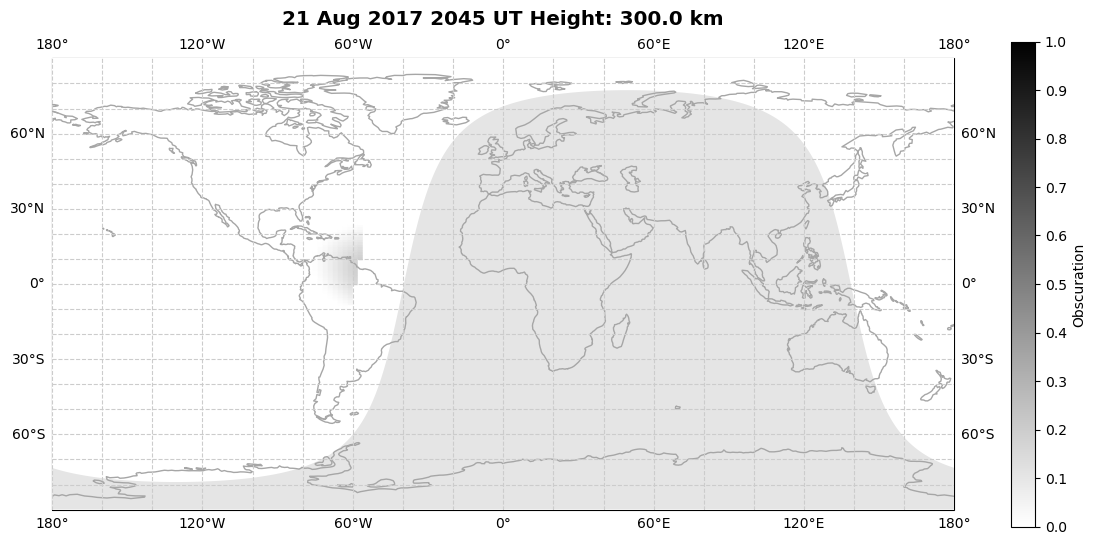 21 Aug 2017 2045 UT Height: 300.0 km
180° 120°W 60°W 0° 60°E 120°E 180°
1.0
0.9
0.8
0.7
0.6
0.5
0.4
0.3
0.2
0.1
0.0
Obscuration
60°N 60°N
30°N 30°N
0° 0°
30°S 30°S
60°S 60°S
180° 120°W 60°W 0° 60°E 120°E 180°